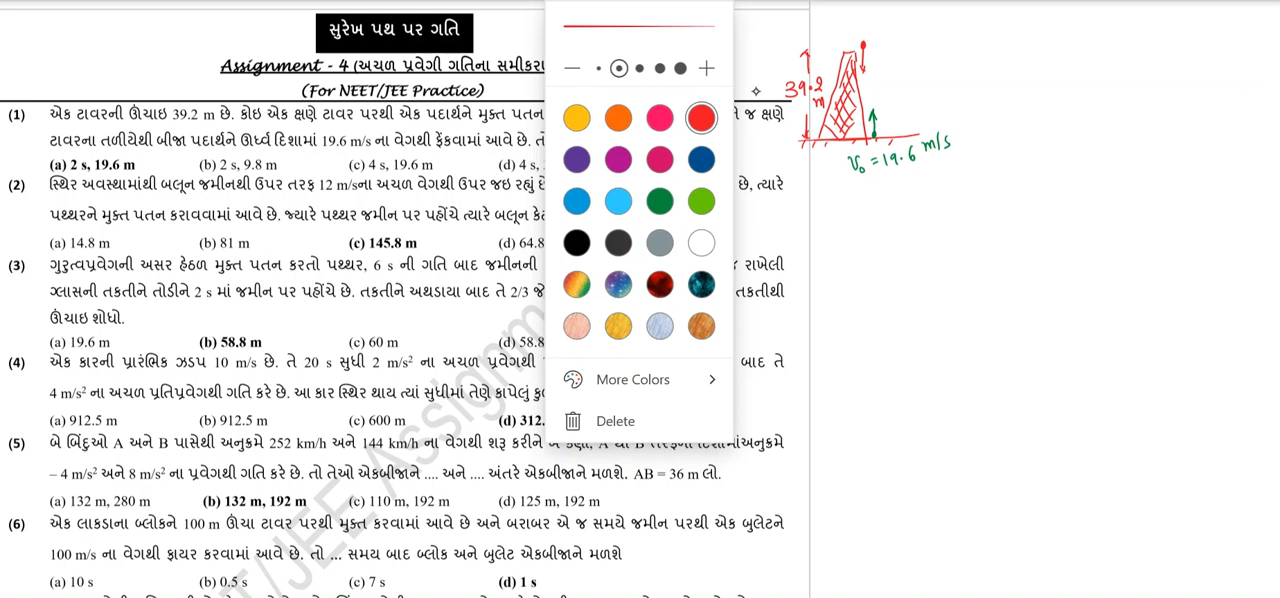 સુરેખ પથ પર ગતિ
Assignment - 4 (અચળ પ્રવેગી ગતિના સમીકરા
(For NEET/JEE Practice)
(1) એક ટાવરની ઊંચાઇ 39.2 m છે. કોઇ એક ક્ષણે ટાવર પરથી એક પદાર્થને મુક્ત પતન જ ક્ષણે
ટાવરના તળીયેથી બીજા પદાર્થને ઊર્ધ્વ દિશામાં 19.6 m/s ના વેગથી ફેંકવામાં આવે છે.
(a) 2 s, 19.6 m (b) 2 s, 9.8 m (c) 4 s, 19.6 m (d) 4 s,
(2) સ્થિર અવસ્થામાંથી બલૂન જમીનથી ઉપર તરફ 12 m/sના અચળ વેગથી ઉપર જઇ રહ્યું છે, ત્યારે
પથ્થરને મુક્ત પતન કરાવવામાં આવે છે. જ્યારે પથ્થર જમીન પર પહોંચે ત્યારે બલૂન
(a) 14.8 m (b) 81 m (c) 145.8 m (d) 64.8
(3) ગુરુત્વપ્રવેગની અસર હેઠળ મુક્ત પતન કરતો પથ્થર, 6 s ની ગતિ બાદ જમીનની રાખેલી
ગ્લાસની તકતીને તોડીને 2 s માં જમીન પર પહોંચે છે. તકતીને અથડાયા બાદ તે 2/3 તકતીથી
ઊંચાઇ શોધો.
(a) 19.6 m (b) 58.8 m (c) 60 m (d) 58.8
(4) એક કારની પ્રારંભિક ઝડપ 10 m/s છે. તે 20 s સુધી 2 m/s² ના અચળ પ્રવેગથી બાદ તે
4 m/s² ના અચળ પ્રતિપ્રવેગથી ગતિ કરે છે. આ કાર સ્થિર થાય ત્યાં સુધીમાં તેણે કાપેલું
(a) 912.5 m (b) 912.5 m (c) 600 m (d) 312.
(5) બે બિંદુઓ A અને B પાસેથી અનુક્રમે 252 km/h અને 144 km/h ના વેગથી શરૂ કરીને
– 4 m/s² અને 8 m/s² ના પ્રવેગથી ગતિ કરે છે. તો તેઓ એકબીજાને .... અને .... અંતરે એકબીજાને મળશે. AB = 36 m લો.
(a) 132 m, 280 m (b) 132 m, 192 m (c) 110 m, 192 m (d) 125 m, 192 m
(6) એક લાકડાના બ્લોકને 100 m ઊંચા ટાવર પરથી મુક્ત કરવામાં આવે છે અને બરાબર એ જ સમયે જમીન પરથી એક બુલેટને
100 m/s ના વેગથી ફાયર કરવામાં આવે છે. તો ... સમય બાદ બ્લોક અને બુલેટ એકબીજાને મળશે
(a) 10 s (b) 0.5 s (c) 7 s (d) 1 s
More Colors
Delete
39.2 m
v₀ = 19.6 m/s